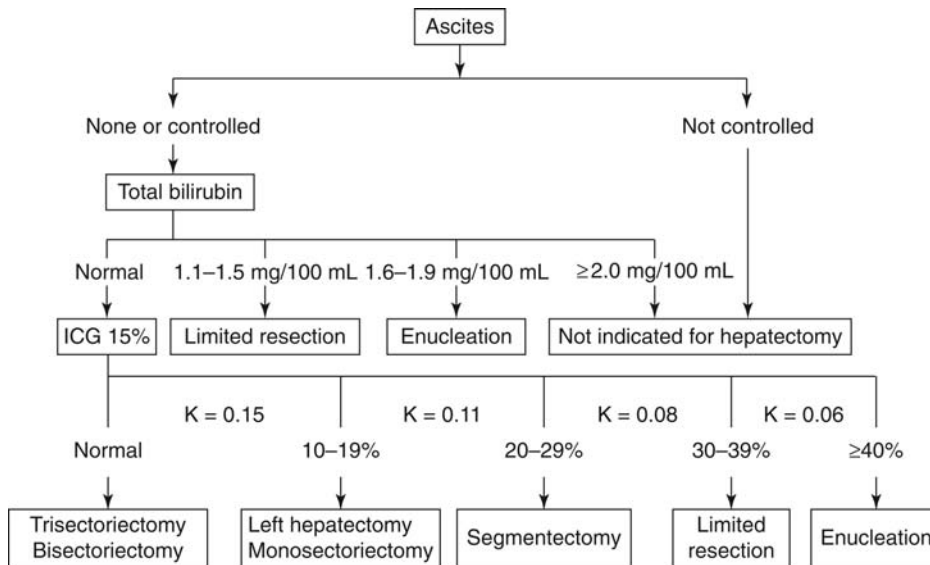 Ascites
None or controlled
Not controlled
Total bilirubin
Normal
1.1–1.5 mg/100 mL
1.6–1.9 mg/100 mL
≥2.0 mg/100 mL
ICG 15%
Limited resection
Enucleation
Not indicated for hepatectomy
K = 0.15
K = 0.11
K = 0.08
K = 0.06
Normal
10–19%
20–29%
30–39%
≥40%
Trisectoriectomy
Bisectoriectomy
Left hepatectomy
Monosectoriectomy
Segmentectomy
Limited
resection
Enucleation